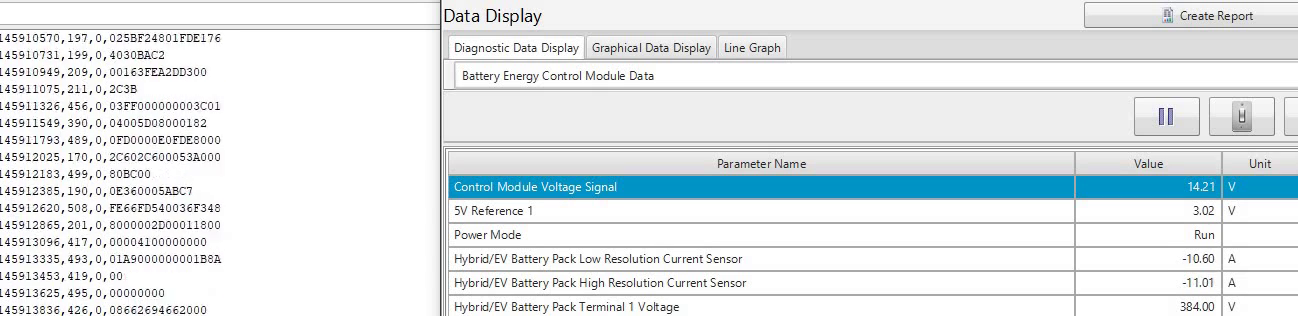 145910570,197,0,025BF24801FDE176
145910731,199,0,4030BAC2
145910949,209,0,00163FEA2DD300
145911075,211,0,2C3B
145911326,456,0,03FF000000003C01
145911549,390,0,04005D08000182
145911793,489,0,0FD0000E0FDE8000
145912025,170,0,2C602C600053A000
145912183,499,0,80BC00
145912385,190,0,0E360005ABC7
145912620,508,0,FE66FD540036F348
145912865,201,0,8000002D00011800
145913096,417,0,00004100000000
145913335,493,0,01A9000000001B8A
145913453,419,0,00
145913625,495,0,00000000
145913836,426,0,08662694662000
Data Display
Create Report
Diagnostic Data Display Graphical Data Display Line Graph
Battery Energy Control Module Data
Parameter Name Value Unit
Control Module Voltage Signal 14.21 V
5V Reference 1 3.02 V
Power Mode Run
Hybrid/EV Battery Pack Low Resolution Current Sensor -10.60 A
Hybrid/EV Battery Pack High Resolution Current Sensor -11.01 A
Hybrid/EV Battery Pack Terminal 1 Voltage 384.00 V